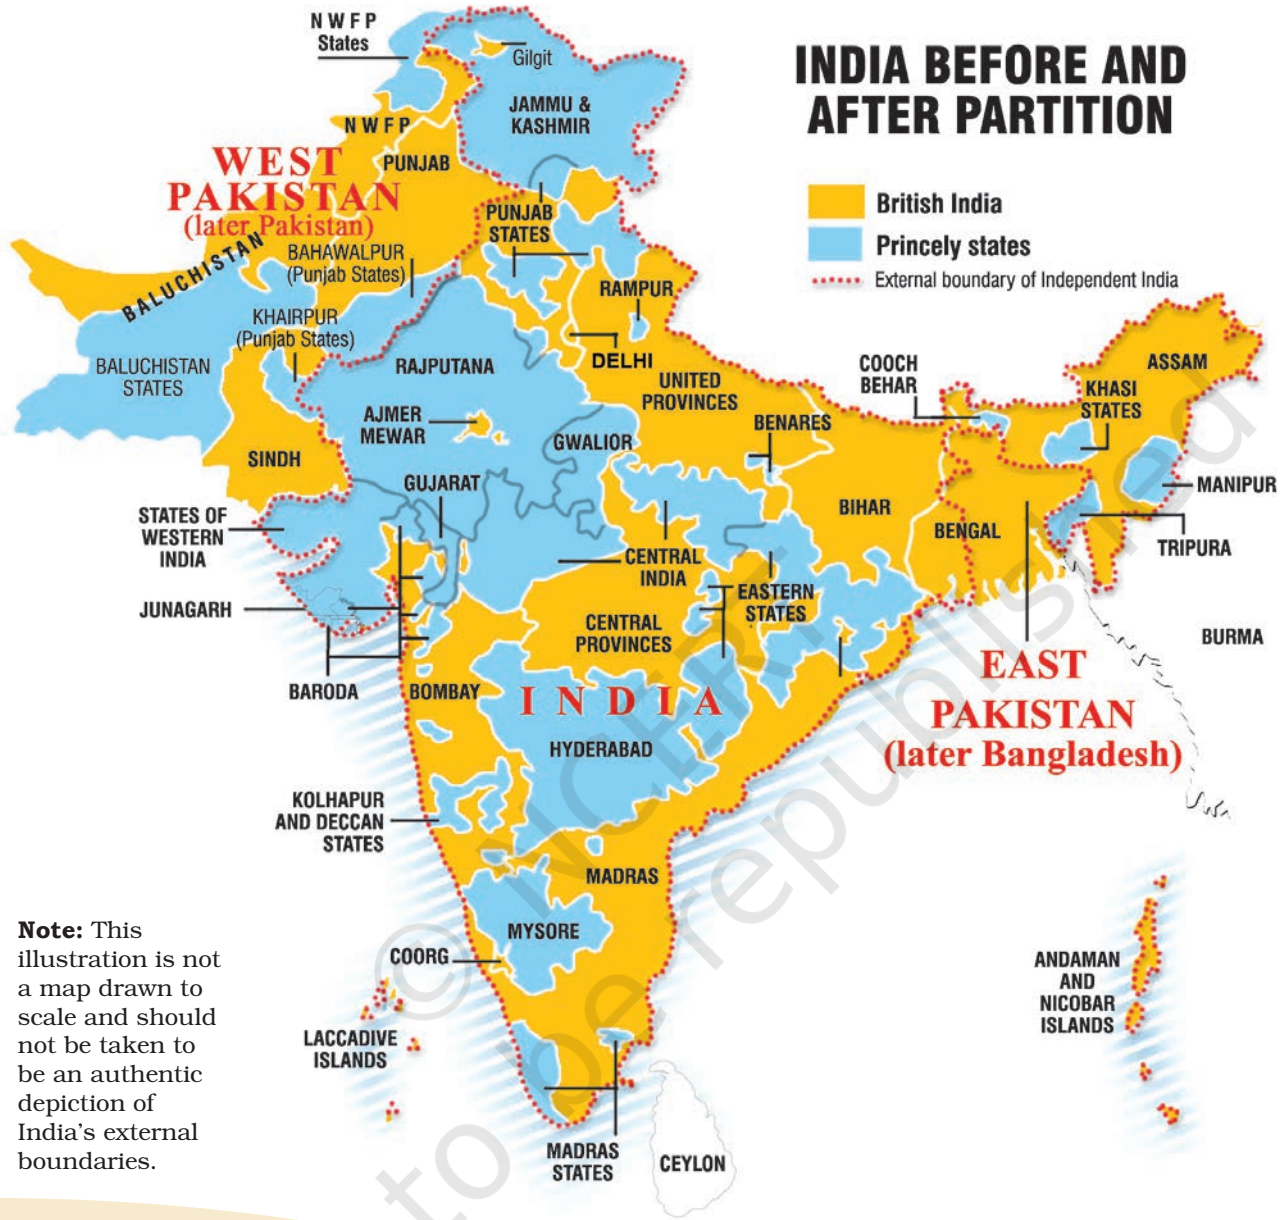 INDIA BEFORE AND
AFTER PARTITION
British India
Princely states
External boundary of Independent India
N W F P
States
Gilgit
JAMMU &
KASHMIR
N W F P
PUNJAB
WEST
PAKISTAN
(later Pakistan)
PUNJAB
STATES
BALUCHISTAN
BAHAWALPUR
(Punjab States)
RAMPUR
KHAIRPUR
(Punjab States)
DELHI
BALUCHISTAN
STATES
RAJPUTANA
UNITED
PROVINCES
COOCH
BEHAR
ASSAM
KHASI
STATES
AJMER
MEWAR
GWALIOR
BENARES
SINDH
GUJARAT
MANIPUR
BIHAR
BENGAL
STATES OF
WESTERN
INDIA
TRIPURA
CENTRAL
INDIA
EASTERN
STATES
JUNAGARH
CENTRAL
PROVINCES
BURMA
EAST
PAKISTAN
(later Bangladesh)
BARODA
BOMBAY
I N D I A
HYDERABAD
KOLHAPUR
AND DECCAN
STATES
MADRAS
MYSORE
COORG
ANDAMAN
AND
NICOBAR
ISLANDS
LACCADIVE
ISLANDS
MADRAS
STATES
CEYLON
Note: This
illustration is not
a map drawn to
scale and should
not be taken to
be an authentic
depiction of
India's external
boundaries.
© NCERT
to be republished